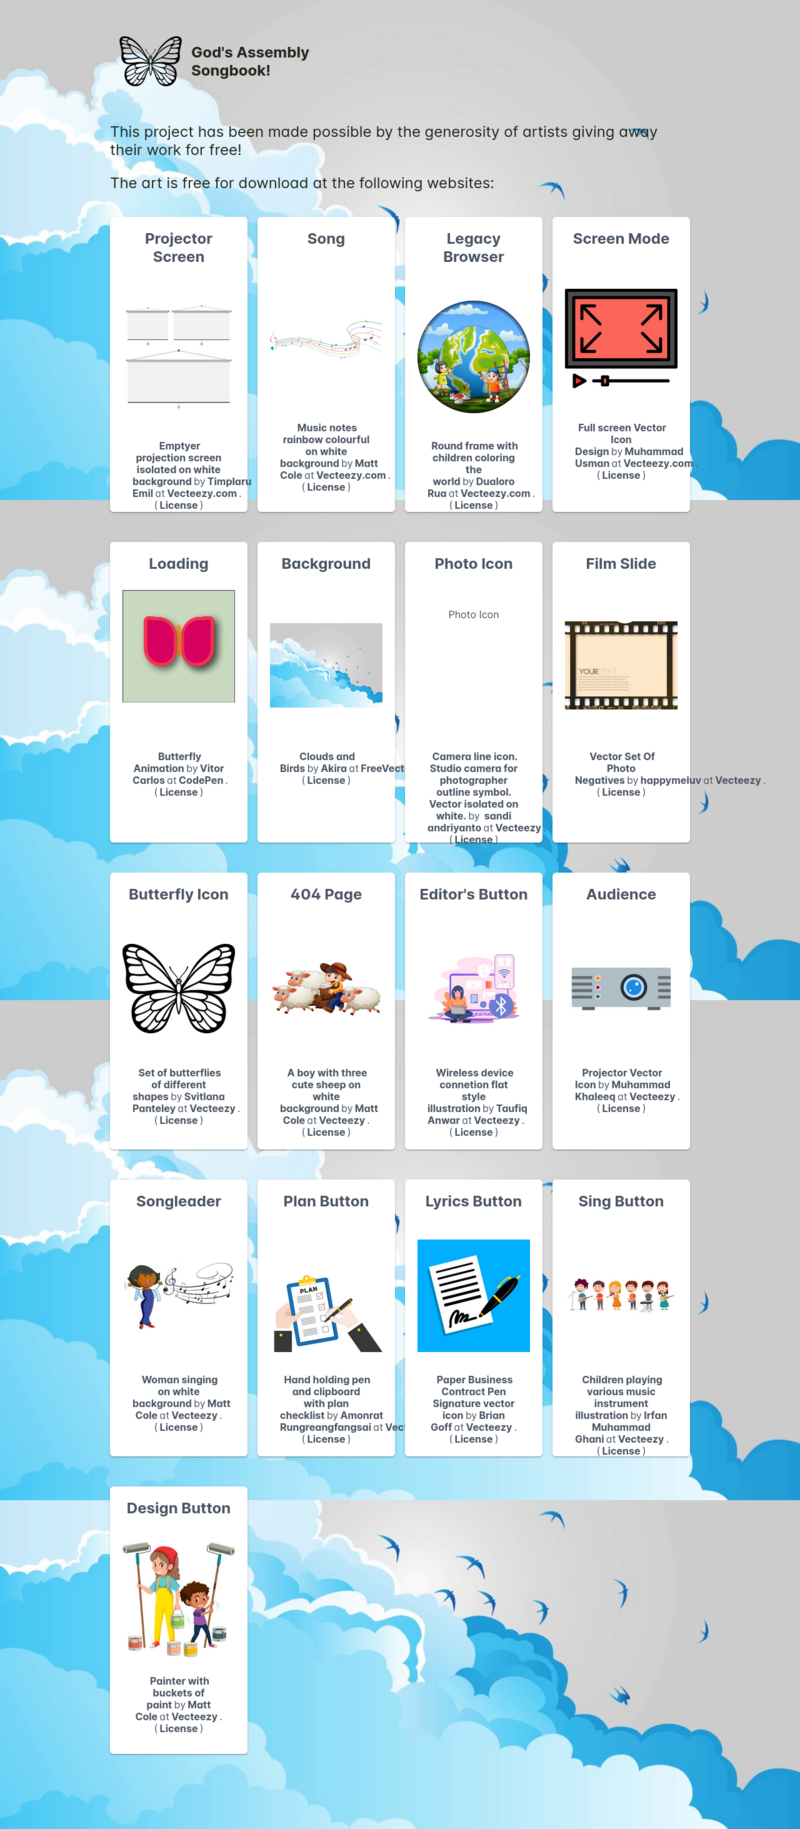 God's Assembly
Songbook!
This project has been made possible by the generosity of artists giving away
their work for free!
The art is free for download at the following websites:
Projector
Screen
Emptyer
projection screen
isolated on white
background by Timplaru
Emil at Vecteezy.com .
( License )
Song
Music notes
rainbow colourful
on white
background by Matt
Cole at Vecteezy.com .
( License )
Legacy
Browser
Round frame with
children coloring
the
world by Dualoro
Rua at Vecteezy.com .
( License )
Screen Mode
Full screen Vector
Icon
Design by Muhammad
Usman at Vecteezy.com .
( License )
Loading
Butterfly
Animation by Vitor
Carlos at CodePen .
( License )
Background
Clouds and
Birds by Akira at FreeVect
( License )
Photo Icon
Photo Icon
Camera line icon.
Studio camera for
photographer
outline symbol.
Vector isolated on
white. by sandi
andriyanto at Vecteezy
( License )
Film Slide
YOUR TEXT
Vector Set Of
Photo
Negatives by happymeluv at Vecteezy .
( License )
Butterfly Icon
Set of butterflies
of different
shapes by Svitlana
Panteley at Vecteezy .
( License )
404 Page
A boy with three
cute sheep on
white
background by Matt
Cole at Vecteezy .
( License )
Editor's Button
Wireless device
connetion flat
style
illustration by Taufiq
Anwar at Vecteezy .
( License )
Audience
Projector Vector
Icon by Muhammad
Khaleeq at Vecteezy .
( License )
Songleader
Woman singing
on white
background by Matt
Cole at Vecteezy .
( License )
Plan Button
PLAN
Hand holding pen
and clipboard
with plan
checklist by Amonrat
Rungreangfangsai at Vect
( License )
Lyrics Button
Paper Business
Contract Pen
Signature vector
icon by Brian
Goff at Vecteezy .
( License )
Sing Button
Children playing
various music
instrument
illustration by Irfan
Muhammad
Ghani at Vecteezy .
( License )
Design Button
Painter with
buckets of
paint by Matt
Cole at Vecteezy .
( License )